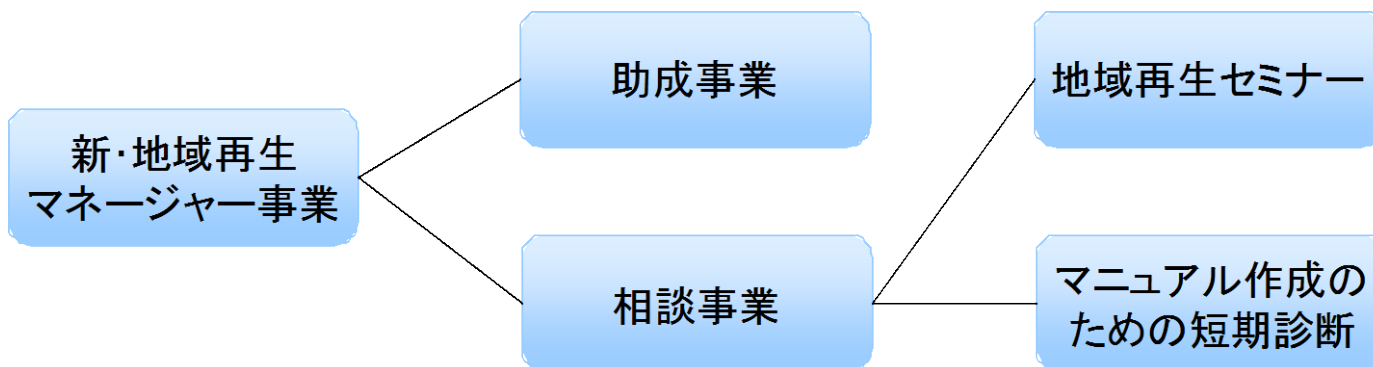 新・地域再生
マネージャー事業
助成事業
相談事業
地域再生セミナー
マニュアル作成の
ための短期診断